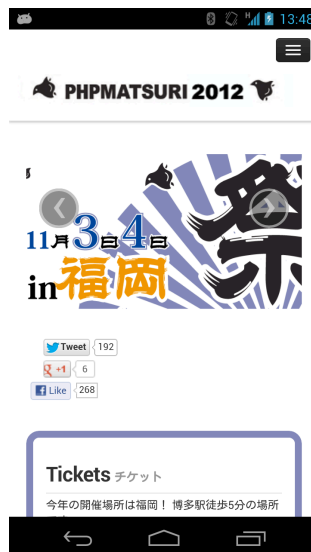 13:48
PHPMATSURI 2012
祭
11月3日4日
in福岡
Tweet 192
+1 6
Like 268
Tickets チケット
今年の開催場所は福岡！ 博多駅徒歩5分の場所